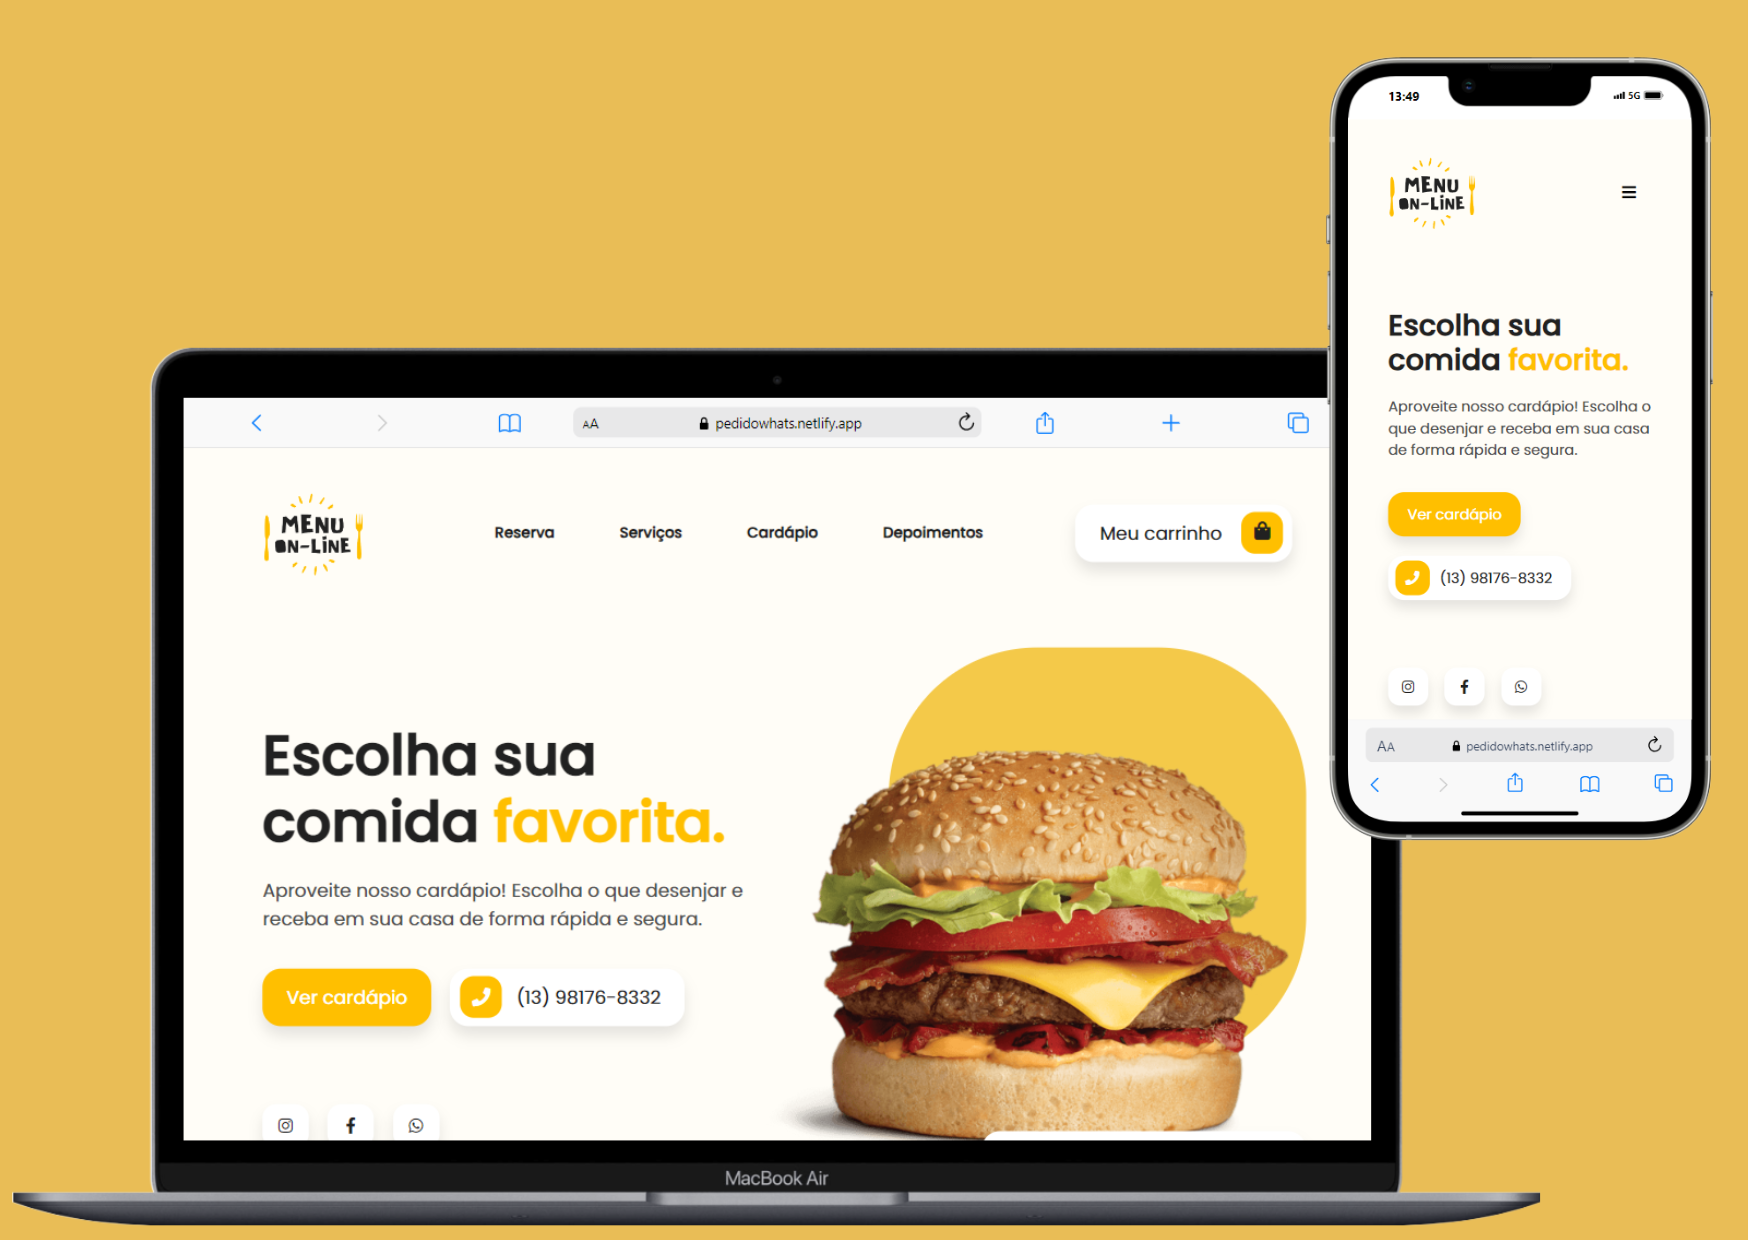 13:49
5G
MENU
ON-LINE
Escolha sua
comida favorita.
Aproveite nosso cardápio! Escolha o
que desenjar e receba em sua casa
de forma rápida e segura.
Ver cardápio
(13) 98176-8332
AA
pedidowhats.netlify.app
AA
pedidowhats.netlify.app
MENU
ON-LINE
Reserva
Serviços
Cardápio
Depoimentos
Meu carrinho
Escolha sua
comida favorita.
Aproveite nosso cardápio! Escolha o que desenjar e
receba em sua casa de forma rápida e segura.
Ver cardápio
(13) 98176-8332
MacBook Air